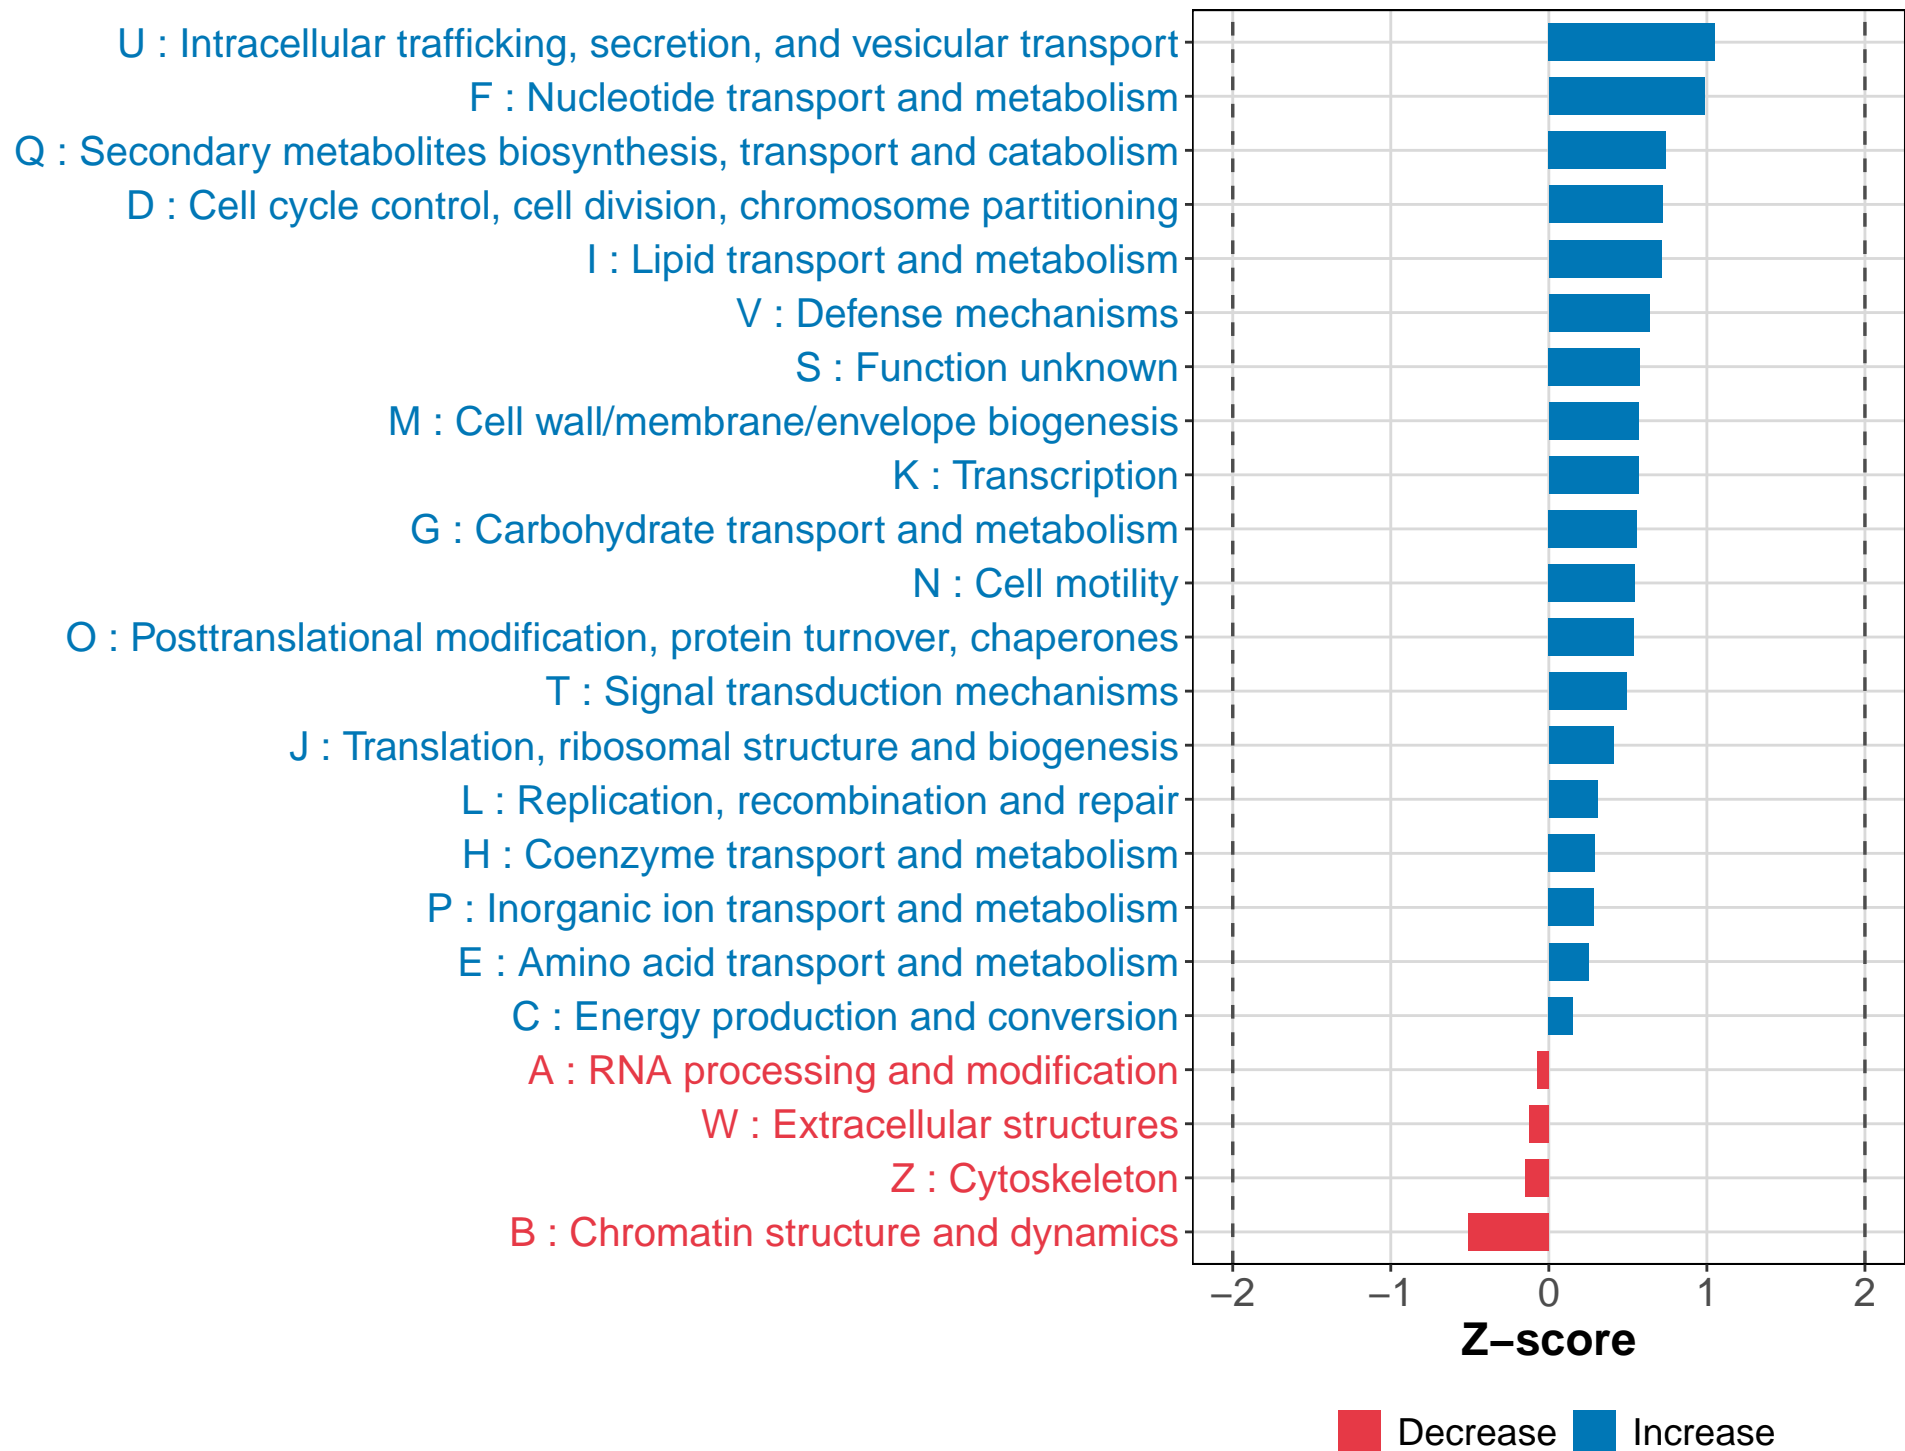 U : Intracellular trafficking, secretion, and vesicular transport
F : Nucleotide transport and metabolism
Q : Secondary metabolites biosynthesis, transport and catabolism
D : Cell cycle control, cell division, chromosome partitioning
I : Lipid transport and metabolism
V : Defense mechanisms
S : Function unknown
M : Cell wall/membrane/envelope biogenesis
K : Transcription
G : Carbohydrate transport and metabolism
N : Cell motility
O : Posttranslational modification, protein turnover, chaperones
T : Signal transduction mechanisms
J : Translation, ribosomal structure and biogenesis
L : Replication, recombination and repair
H : Coenzyme transport and metabolism
P : Inorganic ion transport and metabolism
E : Amino acid transport and metabolism
C : Energy production and conversion
A : RNA processing and modification
W : Extracellular structures
Z : Cytoskeleton
B : Chromatin structure and dynamics
−2 −1 0 1 2
Z−score
Decrease Increase